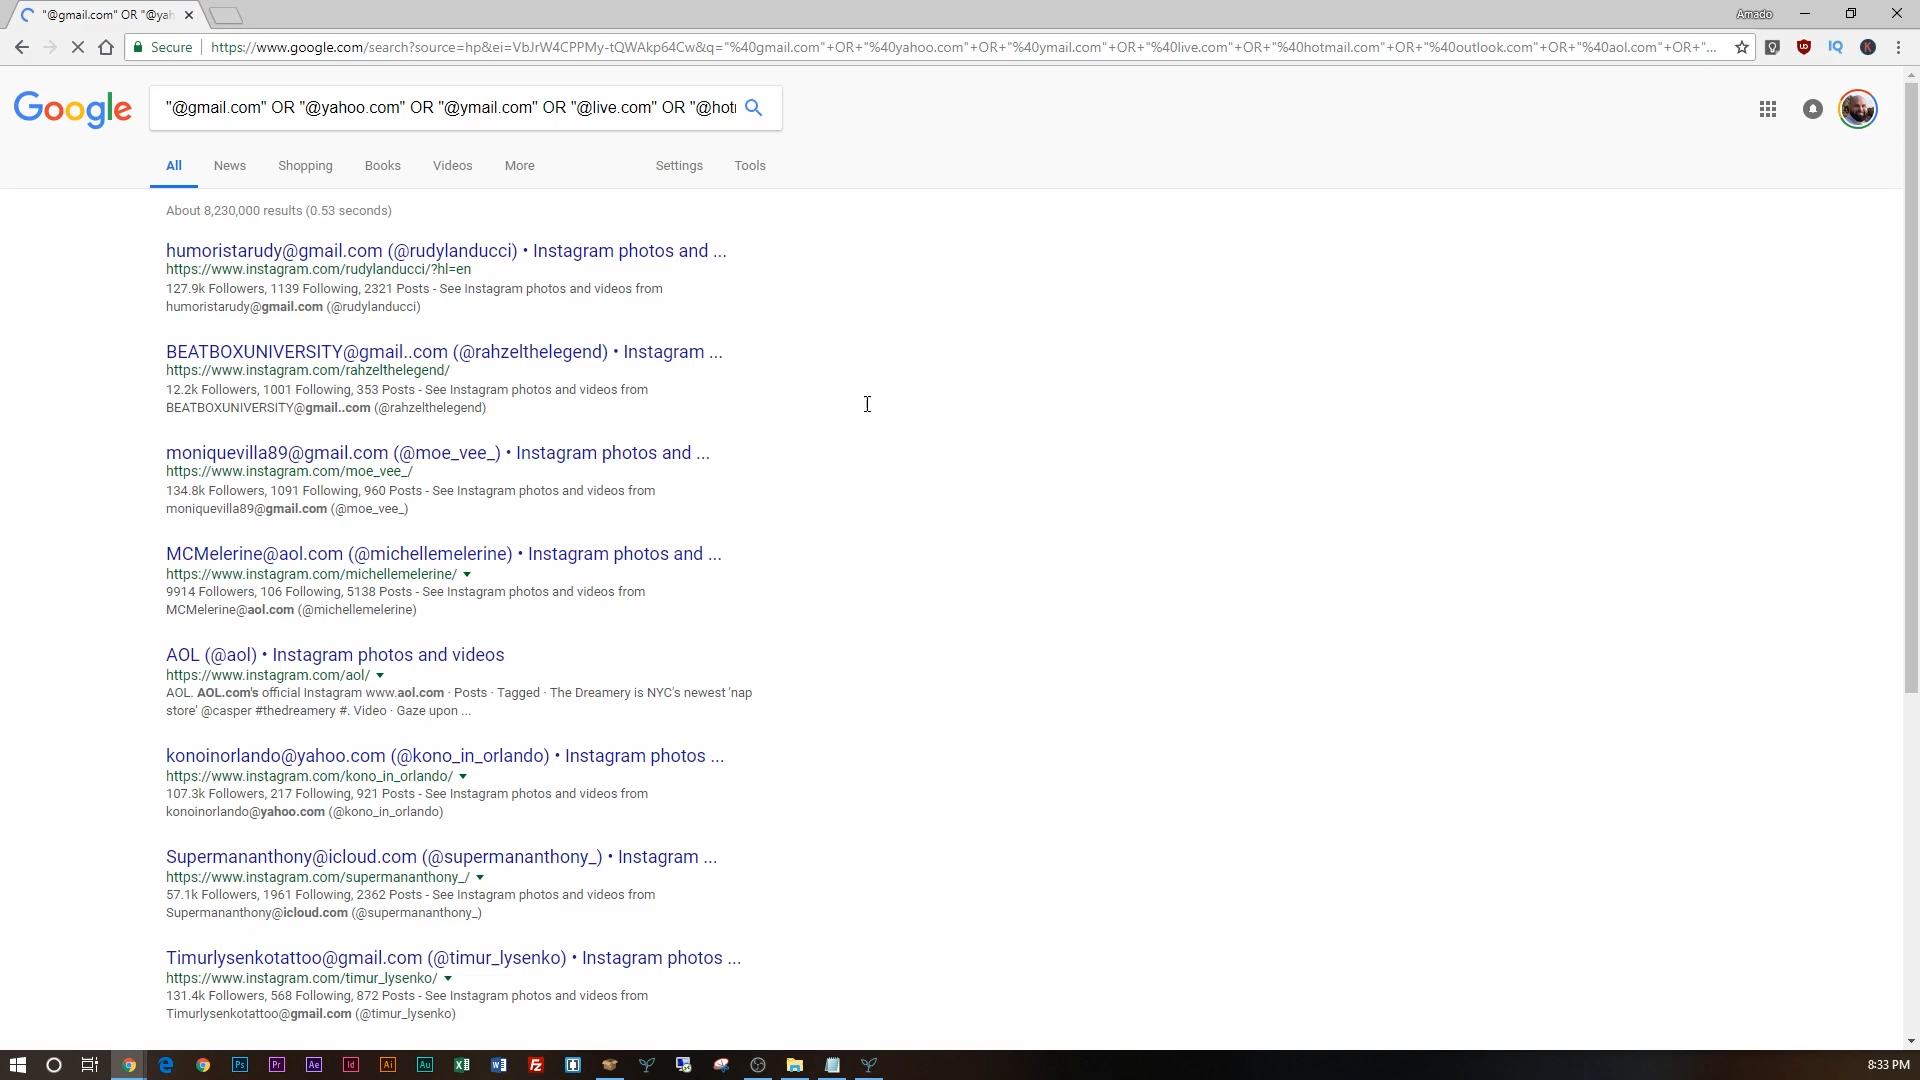 "@gmail.com" OR "@yah
Amado
Secure
https://www.google.com/search?source=hp&ei=VbJrW4CPPMy-tQWAkp64Cw&q="%40gmail.com"+OR+"%40yahoo.com"+OR+"%40ymail.com"+OR+"%40live.com"+OR+"%40hotmail.com"+OR+"%40outlook.com"+OR+"%40aol.com"+OR+"...
Google
"@gmail.com" OR "@yahoo.com" OR "@ymail.com" OR "@live.com" OR "@hotr
All News Shopping Books Videos More Settings Tools
About 8,230,000 results (0.53 seconds)
humoristarudy@gmail.com (@rudylanducci) • Instagram photos and ...
https://www.instagram.com/rudylanducci/?hl=en
127.9k Followers, 1139 Following, 2321 Posts - See Instagram photos and videos from
humoristarudy@gmail.com (@rudylanducci)
BEATBOXUNIVERSITY@gmail..com (@rahzelthelegend) • Instagram ...
https://www.instagram.com/rahzelthelegend/
12.2k Followers, 1001 Following, 353 Posts - See Instagram photos and videos from
BEATBOXUNIVERSITY@gmail..com (@rahzelthelegend)
moniquevilla89@gmail.com (@moe_vee_) • Instagram photos and ...
https://www.instagram.com/moe_vee_/
134.8k Followers, 1091 Following, 960 Posts - See Instagram photos and videos from
moniquevilla89@gmail.com (@moe_vee_)
MCMelerine@aol.com (@michellemelerine) • Instagram photos and ...
https://www.instagram.com/michellemelerine/
9914 Followers, 106 Following, 5138 Posts - See Instagram photos and videos from
MCMelerine@aol.com (@michellemelerine)
AOL (@aol) • Instagram photos and videos
https://www.instagram.com/aol/
AOL. AOL.com's official Instagram www.aol.com · Posts · Tagged · The Dreamery is NYC's newest 'nap
store' @casper #thedreamery #. Video · Gaze upon ...
konoinorlando@yahoo.com (@kono_in_orlando) • Instagram photos ...
https://www.instagram.com/kono_in_orlando/
107.3k Followers, 217 Following, 921 Posts - See Instagram photos and videos from
konoinorlando@yahoo.com (@kono_in_orlando)
Supermananthony@icloud.com (@supermananthony_) • Instagram ...
https://www.instagram.com/supermananthony_/
57.1k Followers, 1961 Following, 2362 Posts - See Instagram photos and videos from
Supermananthony@icloud.com (@supermananthony_)
Timurlysenkotattoo@gmail.com (@timur_lysenko) • Instagram photos ...
https://www.instagram.com/timur_lysenko/
131.4k Followers, 568 Following, 872 Posts - See Instagram photos and videos from
Timurlysenkotattoo@gmail.com (@timur_lysenko)
Ps Pr Ae Id Ai Au
8:33 PM